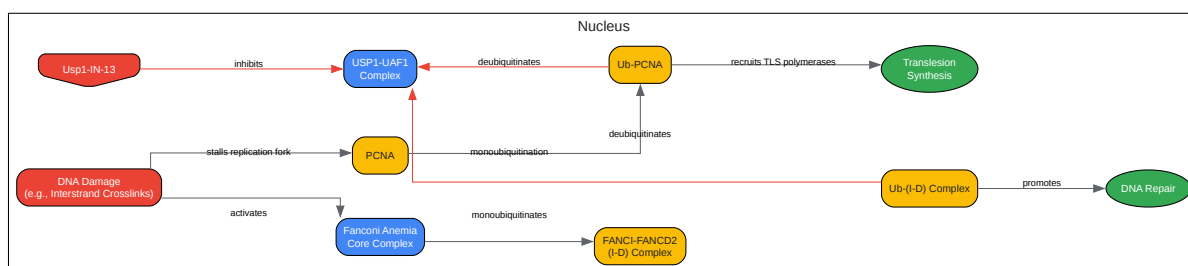 Nucleus
Usp1-IN-13
inhibits
USP1-UAF1
Complex
deubiquitinates
Ub-PCNA
recruits TLS polymerases
Translesion
Synthesis
stalls replication fork
PCNA
monoubiquitination
deubiquitinates
DNA Damage
(e.g., Interstrand Crosslinks)
activates
Fanconi Anemia
Core Complex
monoubiquitinates
FANCI-FANCD2
(I-D) Complex
Ub-(I-D) Complex
promotes
DNA Repair